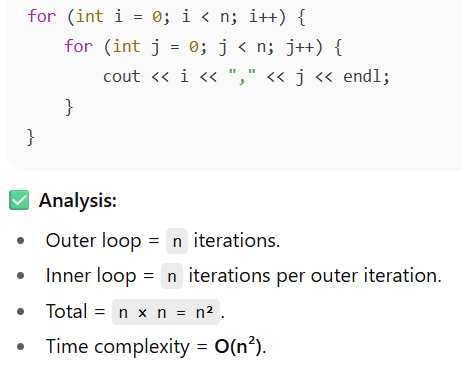 for (int i = 0; i < n; i++) {
    for (int j = 0; j < n; j++) {
        cout << i << "," << j << endl;
    }
}
✅ Analysis:
• Outer loop = n iterations.
• Inner loop = n iterations per outer iteration.
• Total = n × n = n².
• Time complexity = O(n²).